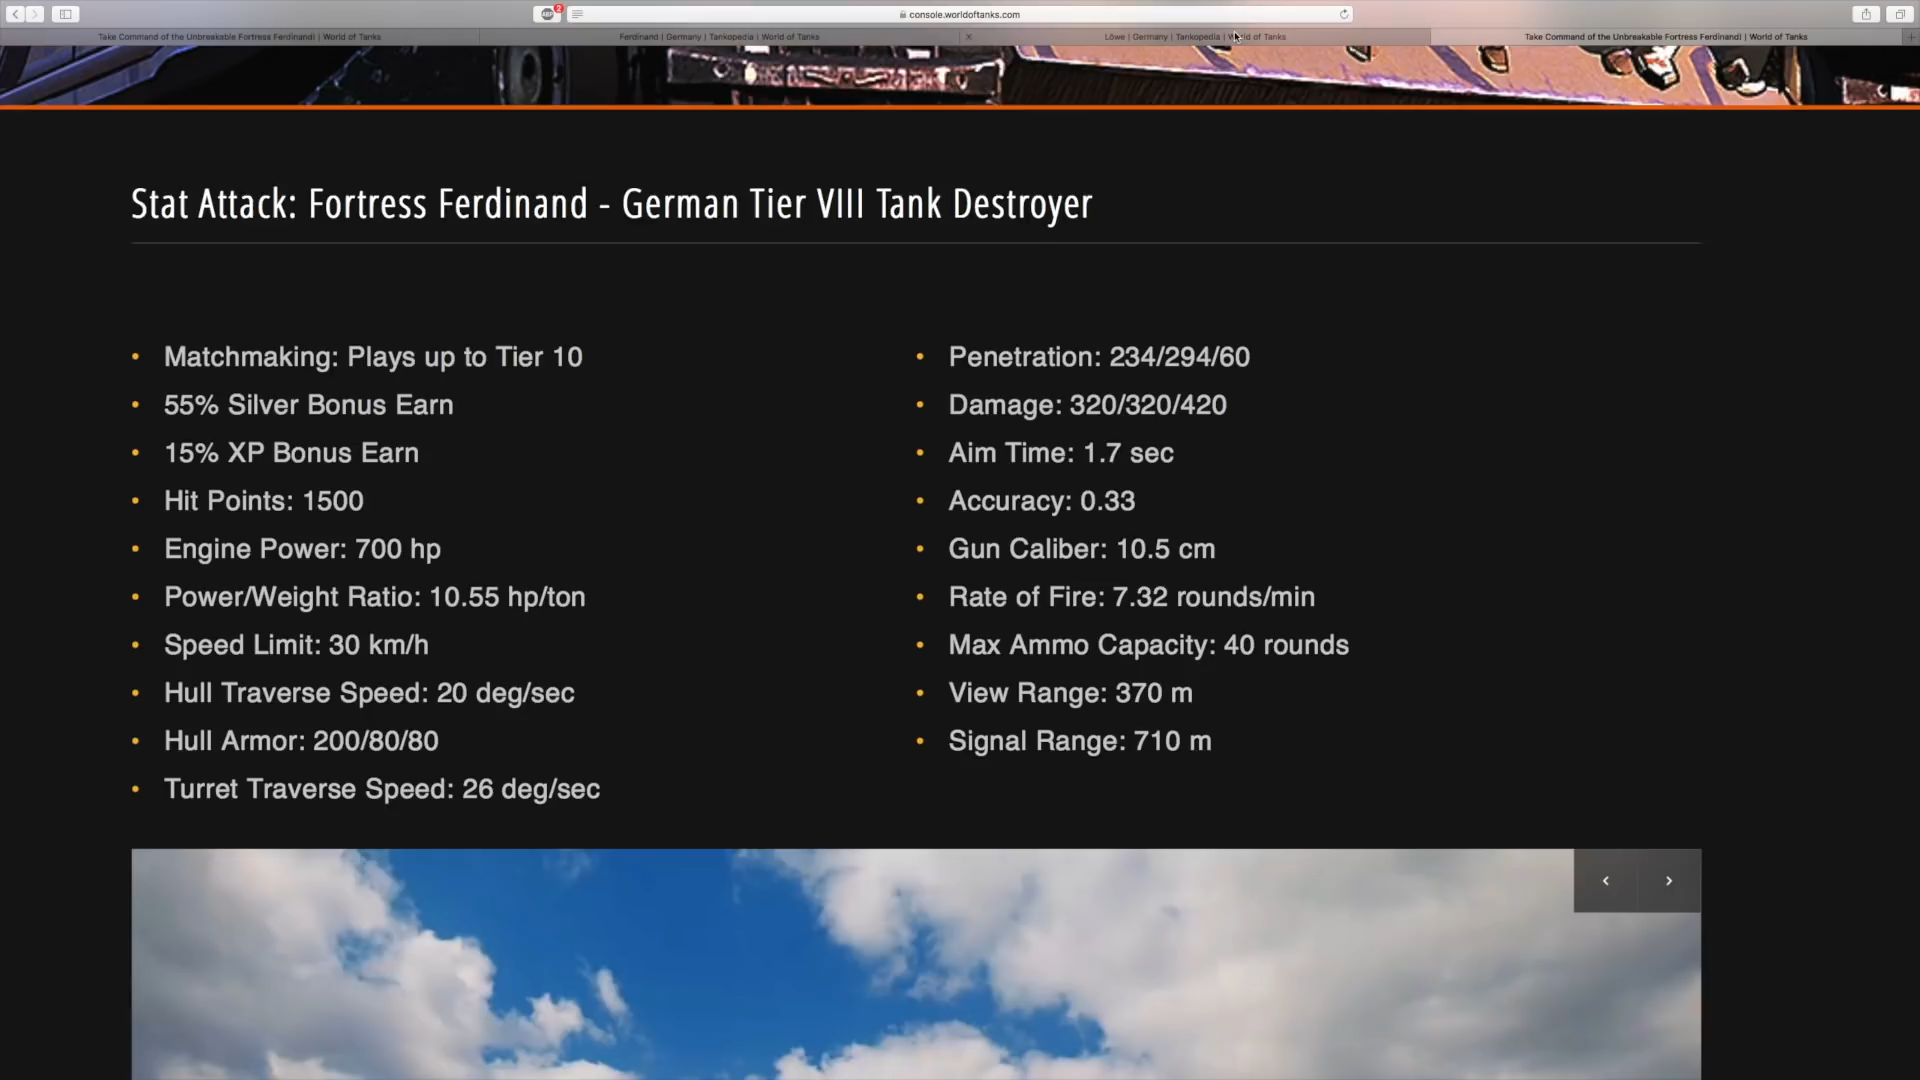 2
console.worldoftanks.com
Take Command of the Unbreakable Fortress Ferdinand! | World of Tanks
Ferdinand | Germany | Tankopedia | World of Tanks
Löwe | Germany | Tankopedia | World of Tanks
Take Command of the Unbreakable Fortress Ferdinand! | World of Tanks
Stat Attack: Fortress Ferdinand - German Tier VIII Tank Destroyer
• Matchmaking: Plays up to Tier 10
• 55% Silver Bonus Earn
• 15% XP Bonus Earn
• Hit Points: 1500
• Engine Power: 700 hp
• Power/Weight Ratio: 10.55 hp/ton
• Speed Limit: 30 km/h
• Hull Traverse Speed: 20 deg/sec
• Hull Armor: 200/80/80
• Turret Traverse Speed: 26 deg/sec
• Penetration: 234/294/60
• Damage: 320/320/420
• Aim Time: 1.7 sec
• Accuracy: 0.33
• Gun Caliber: 10.5 cm
• Rate of Fire: 7.32 rounds/min
• Max Ammo Capacity: 40 rounds
• View Range: 370 m
• Signal Range: 710 m